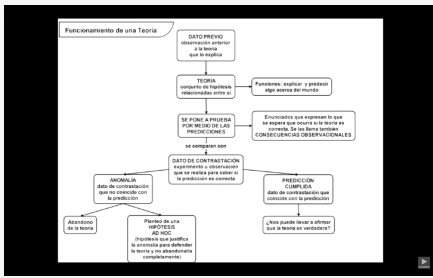 Funcionamiento de una Teoría
DATO PREVIO
observación anterior
a la teoría
que lo explica
TEORÍA
conjunto de hipótesis
relacionadas entre sí
Funciones: explicar y predecir
algo acerca del mundo
SE PONE A PRUEBA
POR MEDIO DE LAS
PREDICCIONES
Enunciados que expresan lo que
se espera que ocurra si la teoría es
correcta. Se las llama también
CONSECUENCIAS OBSERVACIONALES
se comparan con
DATO DE CONTRASTACIÓN
experimento u observación
que se realiza para saber si
la predicción es correcta
ANOMALÍA
dato de contrastación
que no coincide con
la predicción
PREDICCION
CUMPLIDA
dato de contrastación que
coincide con la predicción
Abandono
de la teoría
Planteo de una
HIPÓTESIS
AD HOC
(hipótesis que justifica
la anomalía para defender
la teoría y no abandonarla
completamente)
¿Nos puede llevar a afirmar
que la teoría es verdadera?